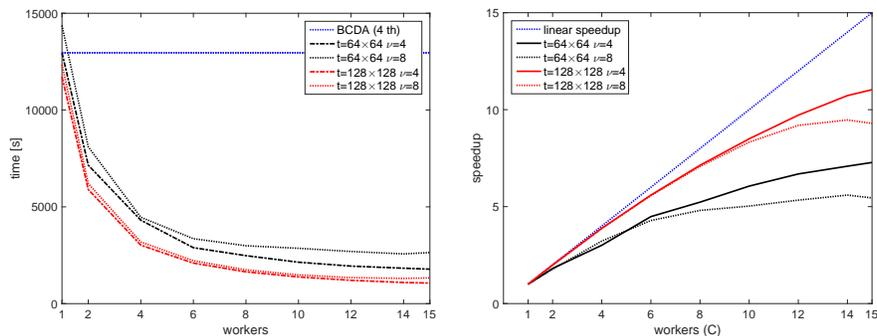 15000
10000
5000
0
time [s]
BCDA (4 th)
t=64×64 ν=4
t=64×64 ν=8
t=128×128 ν=4
t=128×128 ν=8
1 2 4 6 8 10 12 14 15
workers
15
10
5
0
speedup
linear speedup
t=64×64 ν=4
t=64×64 ν=8
t=128×128 ν=4
t=128×128 ν=8
1 2 4 6 8 10 12 14 15
workers (C)